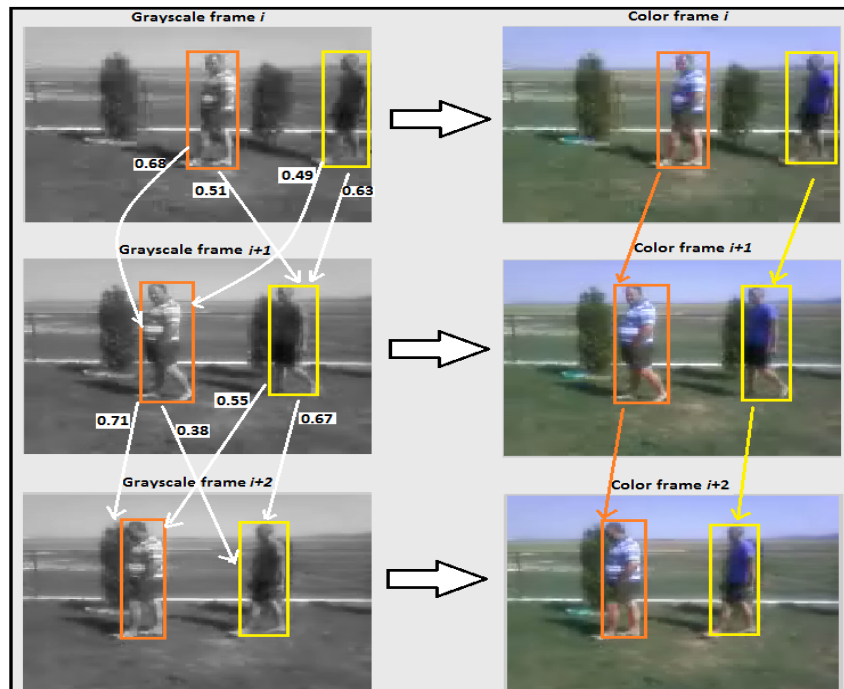 Grayscale frame i
Color frame i
0.68
0.51
0.49
0.63
Grayscale frame i+1
Color frame i+1
0.71
0.38
0.55
0.67
Grayscale frame i+2
Color frame i+2